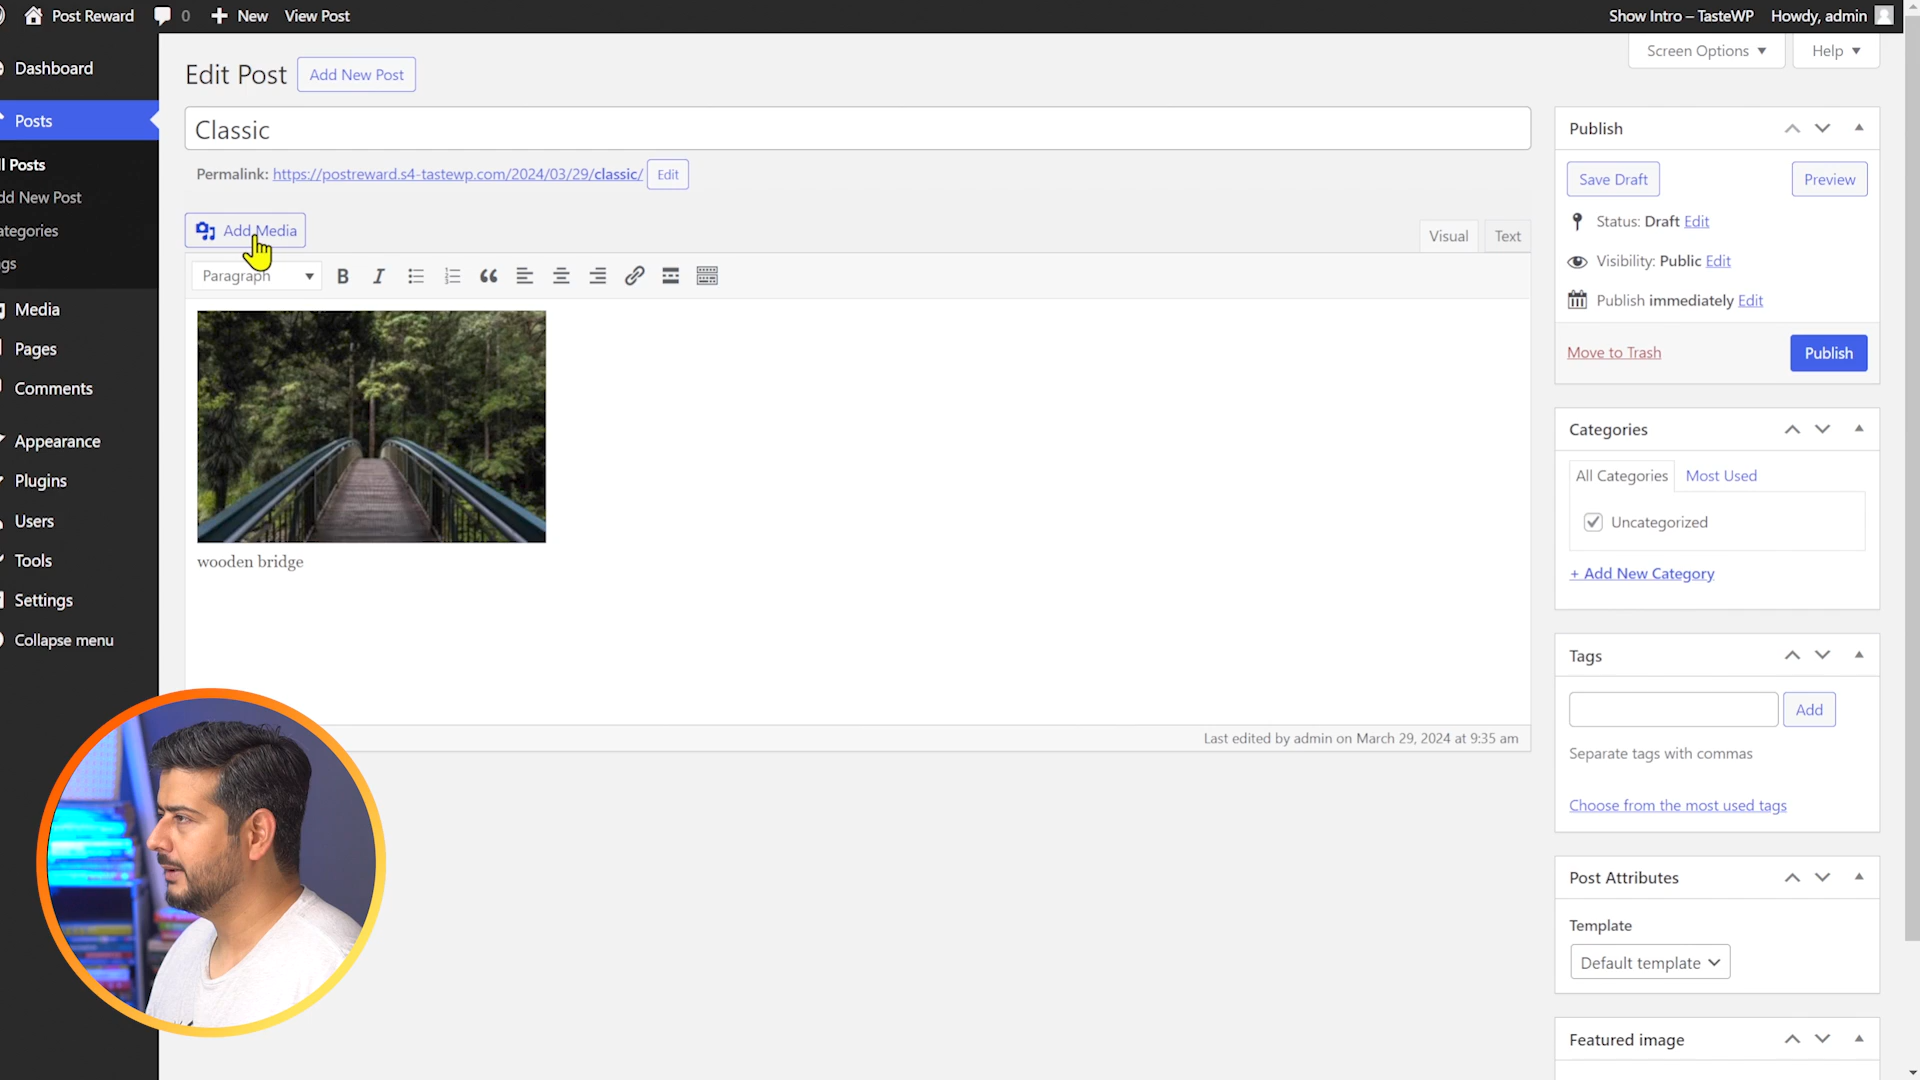 Post Reward
0
New
View Post
Show Intro – TasteWP
Howdy, admin
Screen Options
Help
Dashboard
Posts
ll Posts
dd New Post
ategories
gs
Media
Pages
Comments
Appearance
Plugins
Users
Tools
Settings
Collapse menu
Edit Post
Add New Post
Classic
Permalink: https://postreward.s4-tastewp.com/2024/03/29/classic/ Edit
Add Media
Visual
Text
Paragraph
B I
wooden bridge
Last edited by admin on March 29, 2024 at 9:35 am
Publish
Save Draft
Preview
Status: Draft Edit
Visibility: Public Edit
Publish immediately Edit
Move to Trash
Publish
Categories
All Categories
Most Used
Uncategorized
+ Add New Category
Tags
Add
Separate tags with commas
Choose from the most used tags
Post Attributes
Template
Default template
Featured image